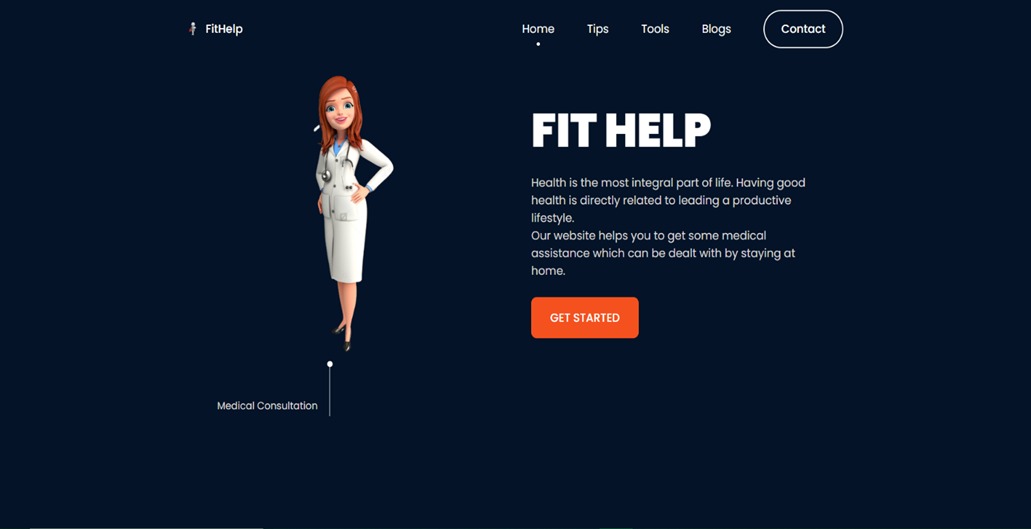 FitHelp
Home
Tips
Tools
Blogs
Contact
FIT HELP
Health is the most integral part of life. Having good
health is directly related to leading a productive
lifestyle.
Our website helps you to get some medical
assistance which can be dealt with by staying at
home.
GET STARTED
Medical Consultation